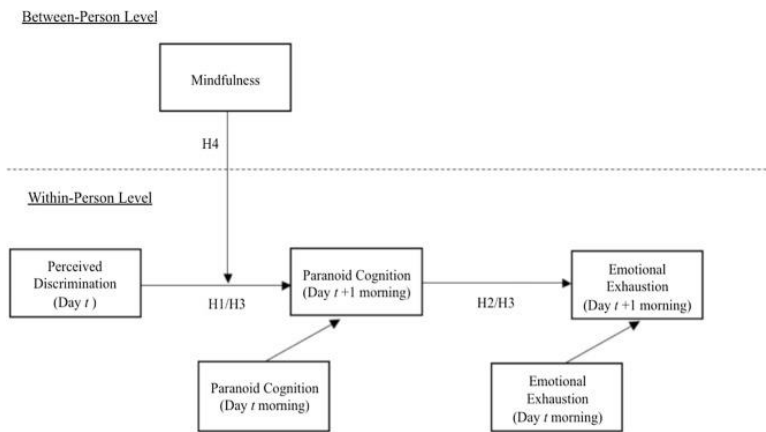 Between-Person Level
Mindfulness
H4
Within-Person Level
Perceived
Discrimination
(Day t )
H1/H3
Paranoid Cognition
(Day t +1 morning)
H2/H3
Emotional
Exhaustion
(Day t +1 morning)
Paranoid Cognition
(Day t morning)
Emotional
Exhaustion
(Day t morning)